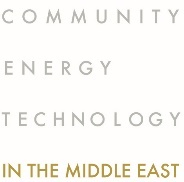 COMMUNITY
ENERGY
TECHNOLOGY
IN THE MIDDLE EAST